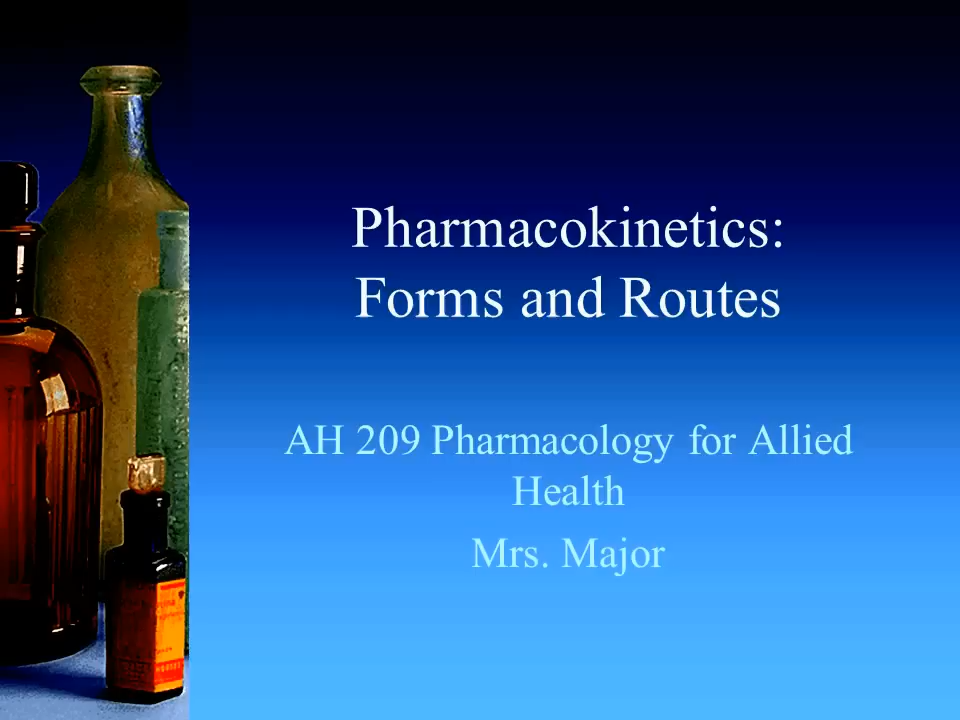 Pharmacokinetics:
Forms and Routes
AH 209 Pharmacology for Allied
Health
Mrs. Major